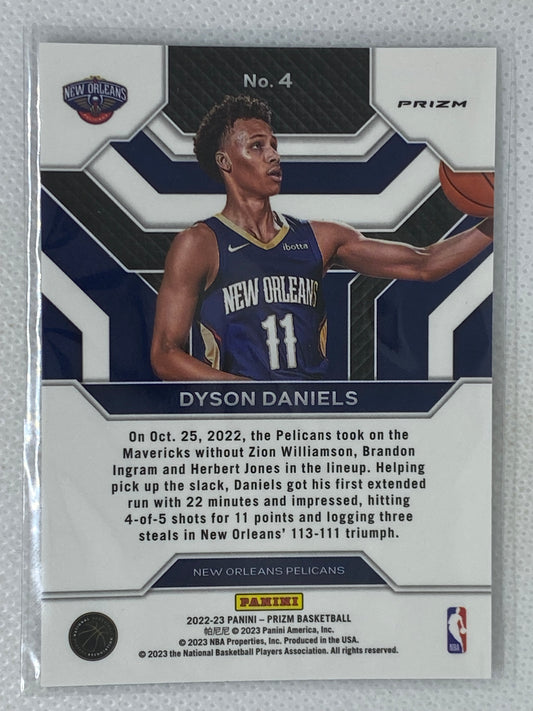 No. 4
PRIZM
NEW ORLEANS
PELICANS
ibotta
NEW ORLEANS
11
DYSON DANIELS
On Oct. 25, 2022, the Pelicans took on the
Mavericks without Zion Williamson, Brandon
Ingram and Herbert Jones in the lineup. Helping
pick up the slack, Daniels got his first extended
run with 22 minutes and impressed, hitting
4-of-5 shots for 11 points and logging three
steals in New Orleans' 113-111 triumph.
NEW ORLEANS PELICANS
PANINI
2022-23 PANINI – PRIZM BASKETBALL
帕尼尼 © 2023 Panini America, Inc.
© 2023 NBA Properties, Inc. Produced in the USA.
© 2023 the National Basketball Players Association. All rights reserved.
NBA